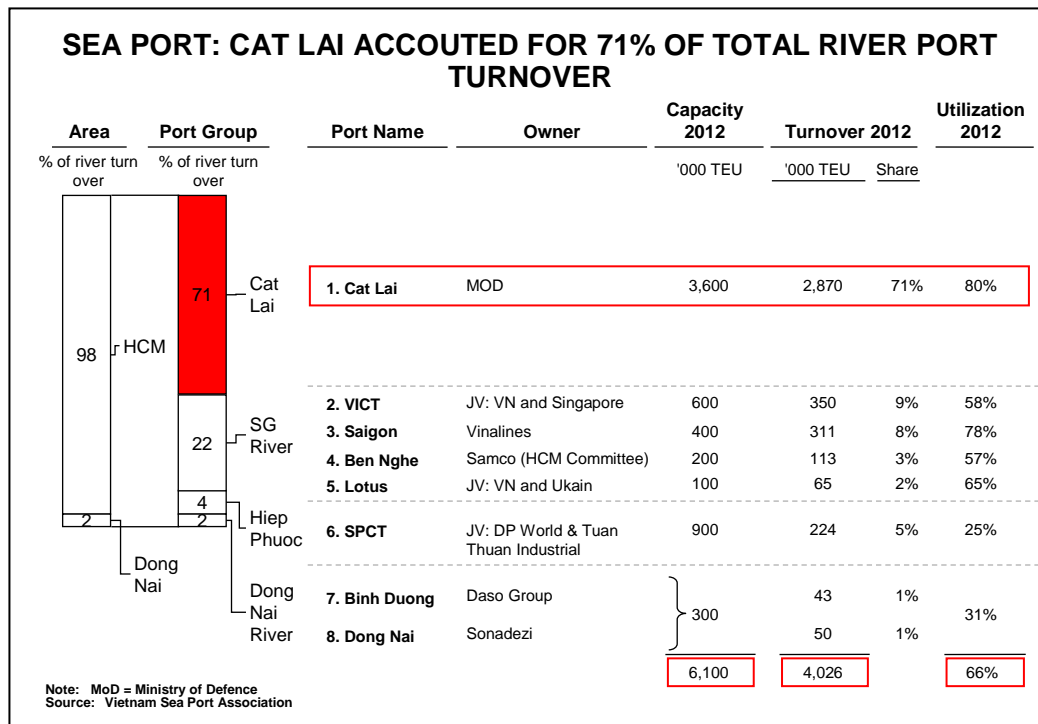 SEA PORT: CAT LAI ACCOUTED FOR 71% OF TOTAL RIVER PORT
TURNOVER
Area Port Group Port Name Owner Capacity 2012 Turnover 2012 Utilization 2012
% of river turn over
% of river turn over
'000 TEU '000 TEU Share
98
HCM
2
Dong
Nai
71
Cat
Lai
22
SG
River
4
Hiep
Phuoc
2
Dong
Nai
River
1. Cat Lai MOD 3,600 2,870 71% 80%
2. VICT JV: VN and Singapore 600 350 9% 58%
3. Saigon Vinalines 400 311 8% 78%
4. Ben Nghe Samco (HCM Committee) 200 113 3% 57%
5. Lotus JV: VN and Ukain 100 65 2% 65%
6. SPCT JV: DP World & Tuan 900 224 5% 25%
Thuan Industrial
7. Binh Duong Daso Group 43 1%
300 31%
8. Dong Nai Sonadezi 50 1%
6,100 4,026 66%
Note: MoD = Ministry of Defence
Source: Vietnam Sea Port Association